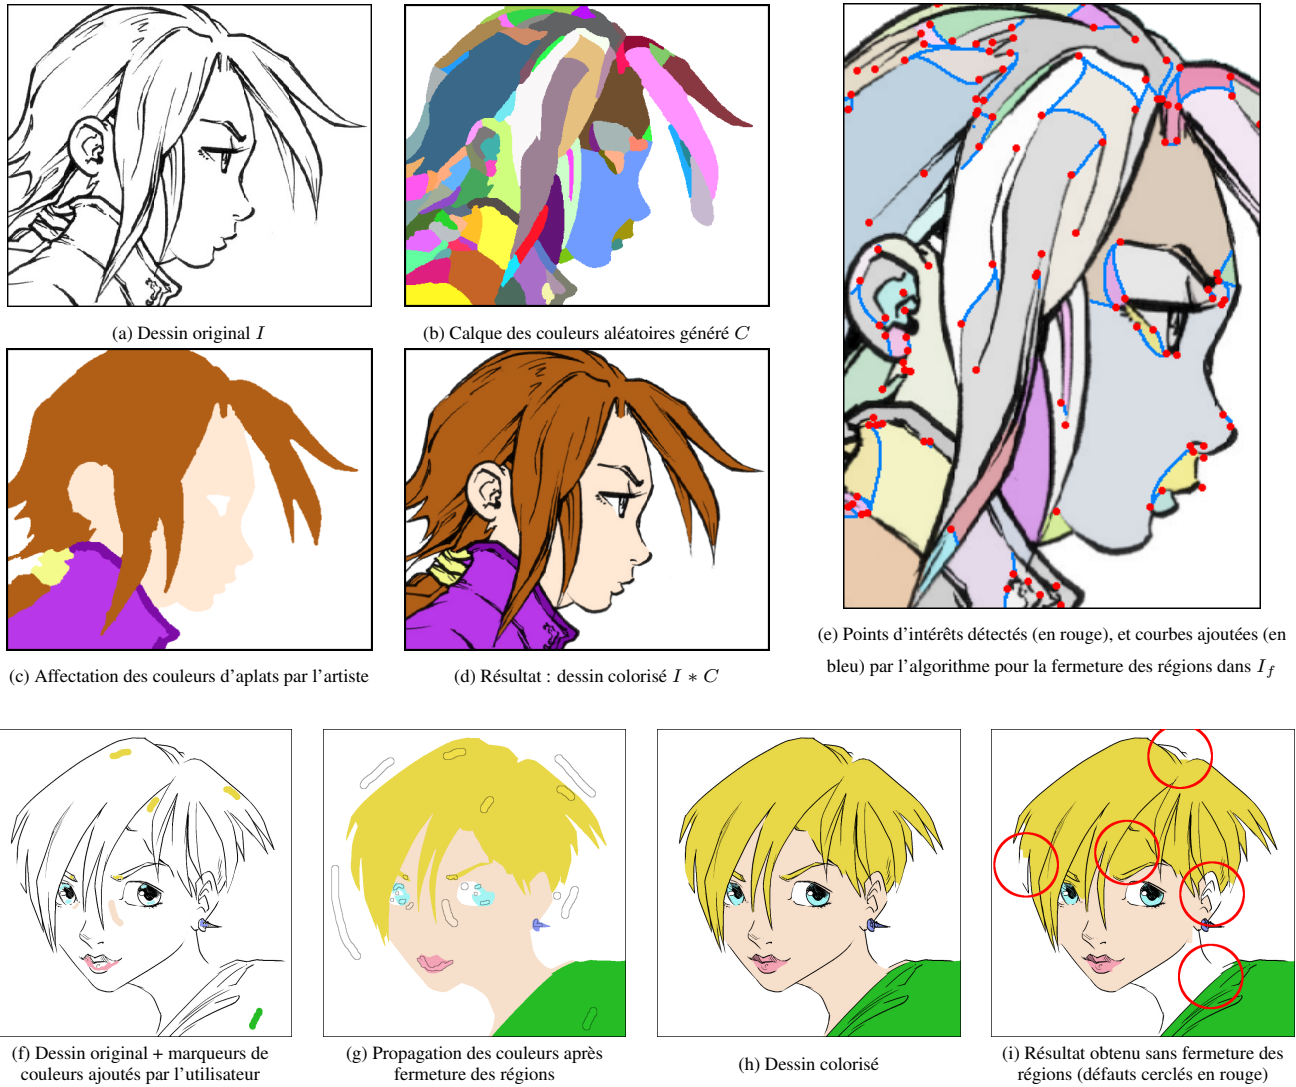 (a) Dessin original I
(b) Calque des couleurs aléatoires généré C
(c) Affectation des couleurs d'aplats par l'artiste
(d) Résultat : dessin colorisé I ∗ C
(e) Points d'intérêts détectés (en rouge), et courbes ajoutées (en
bleu) par l'algorithme pour la fermeture des régions dans I_f
(f) Dessin original + marqueurs de
couleurs ajoutés par l'utilisateur
(g) Propagation des couleurs après
fermeture des régions
(h) Dessin colorisé
(i) Résultat obtenu sans fermeture des
régions (défauts cerclés en rouge)